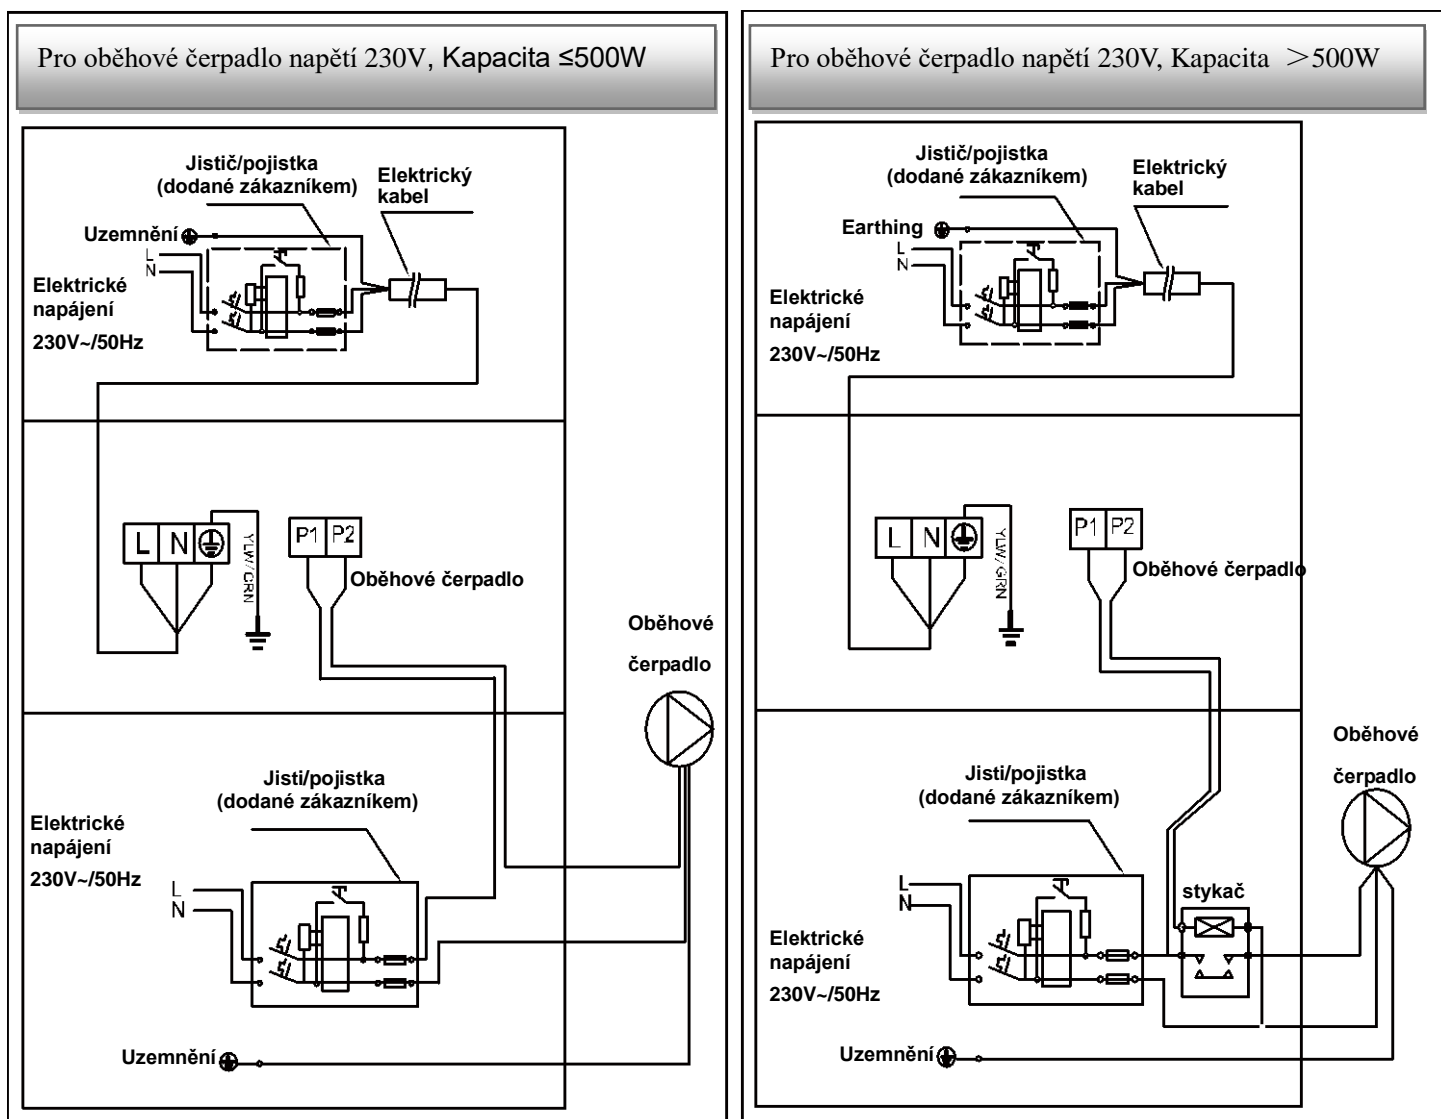 Pro oběhové čerpadlo napětí 230V, Kapacita ≤500W
Jistič/pojistka
(dodané zákazníkem)
Elektrický
kabel
Uzemnění
L
N
Elektrické
napájení
230V~/50Hz
L N
YLW/GRN
P1 P2
Oběhové čerpadlo
Oběhové
čerpadlo
Jisti/pojistka
(dodané zákazníkem)
Elektrické
napájení
230V~/50Hz
L
N
Uzemnění
Pro oběhové čerpadlo napětí 230V, Kapacita >500W
Jistič/pojistka
(dodané zákazníkem)
Elektrický
kabel
Earthing
L
N
Elektrické
napájení
230V~/50Hz
L N
YLW/GRN
P1 P2
Oběhové čerpadlo
Oběhové
čerpadlo
Jisti/pojistka
(dodané zákazníkem)
stykač
L
N
Elektrické
napájení
230V~/50Hz
Uzemnění